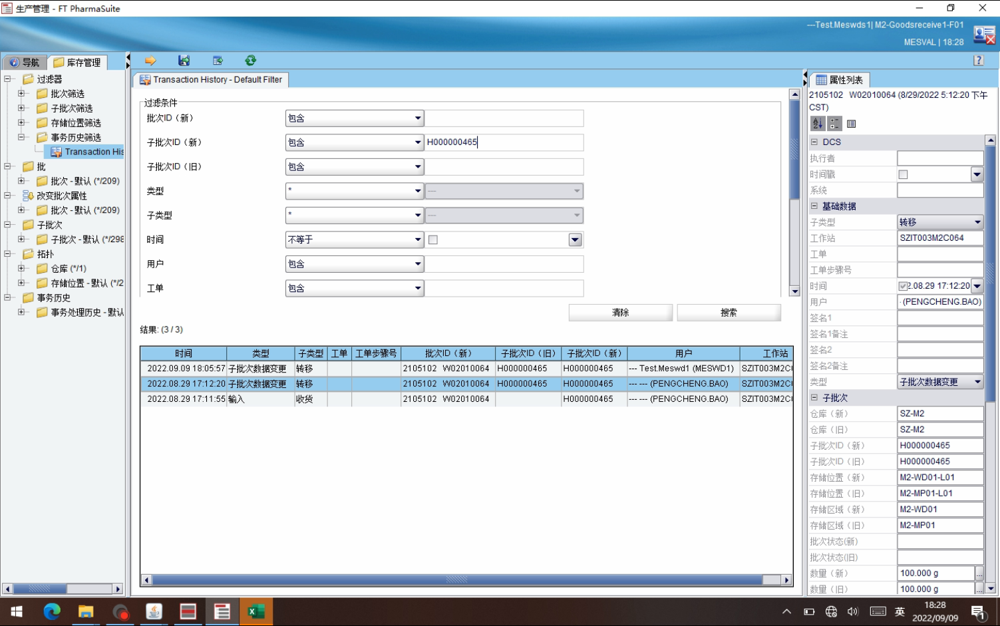 生产管理 - FT PharmaSuite
---Test.Meswds1| M2-Goodsreceive1-F01
MESVAL | 18:28
导航
库存管理
过滤器
批次筛选
子批次筛选
存储位置筛选
事务历史筛选
Transaction His
批
批次 - 默认 (*/209)
改变批次属性
批次 - 默认 (*/209)
子批次
子批次 - 默认 (*/298
拓扑
仓库 (*/1)
存储位置 - 默认 (*/2
事务历史
事务处理历史 - 默认
Transaction History - Default Filter
过滤条件
批次ID（新） 包含
子批次ID（新） 包含 H000000465
子批次ID（旧） 包含
类型 * ---
子类型 * ---
时间 不等于
用户 包含
工单 包含
清除 搜索
结果: (3 / 3)
时间 类型 子类型 工单 工单步骤号 批次ID（新） 子批次ID（旧） 子批次ID（新） 用户 工作站
2022.09.09 18:05:57 子批次数据变更 转移 2105102 W02010064 H000000465 H000000465 --- Test.Meswd1 (MESWD1) SZIT003M2C
2022.08.29 17:12:20 子批次数据变更 转移 2105102 W02010064 H000000465 H000000465 --- --- (PENGCHENG.BAO) SZIT003M2C
2022.08.29 17:11:55 输入 收货 2105102 W02010064 H000000465 --- --- (PENGCHENG.BAO) SZIT003M2C
属性列表
2105102 W02010064 (8/29/2022 5:12:20 下午
CST)
DCS
执行者
时间戳
系统
基础数据
子类型 转移
工作站 SZIT003M2C064
工单
工单步骤号
时间 2.08.29 17:12:20
用户 (PENGCHENG.BAO)
签名1
签名1备注
签名2
签名2备注
类型 子批次数据变更
子批次
仓库（新） SZ-M2
仓库（旧） SZ-M2
子批次ID（新） H000000465
子批次ID（旧） H000000465
存储位置（新） M2-WD01-L01
存储位置（旧） M2-MP01-L01
存储区域（新） M2-WD01
存储区域（旧） M2-MP01
批次状态(新)
批次状态(旧)
数量（新） 100.000 g ...
数量（旧） 100.000 g ...
英
18:28
2022/09/09
1